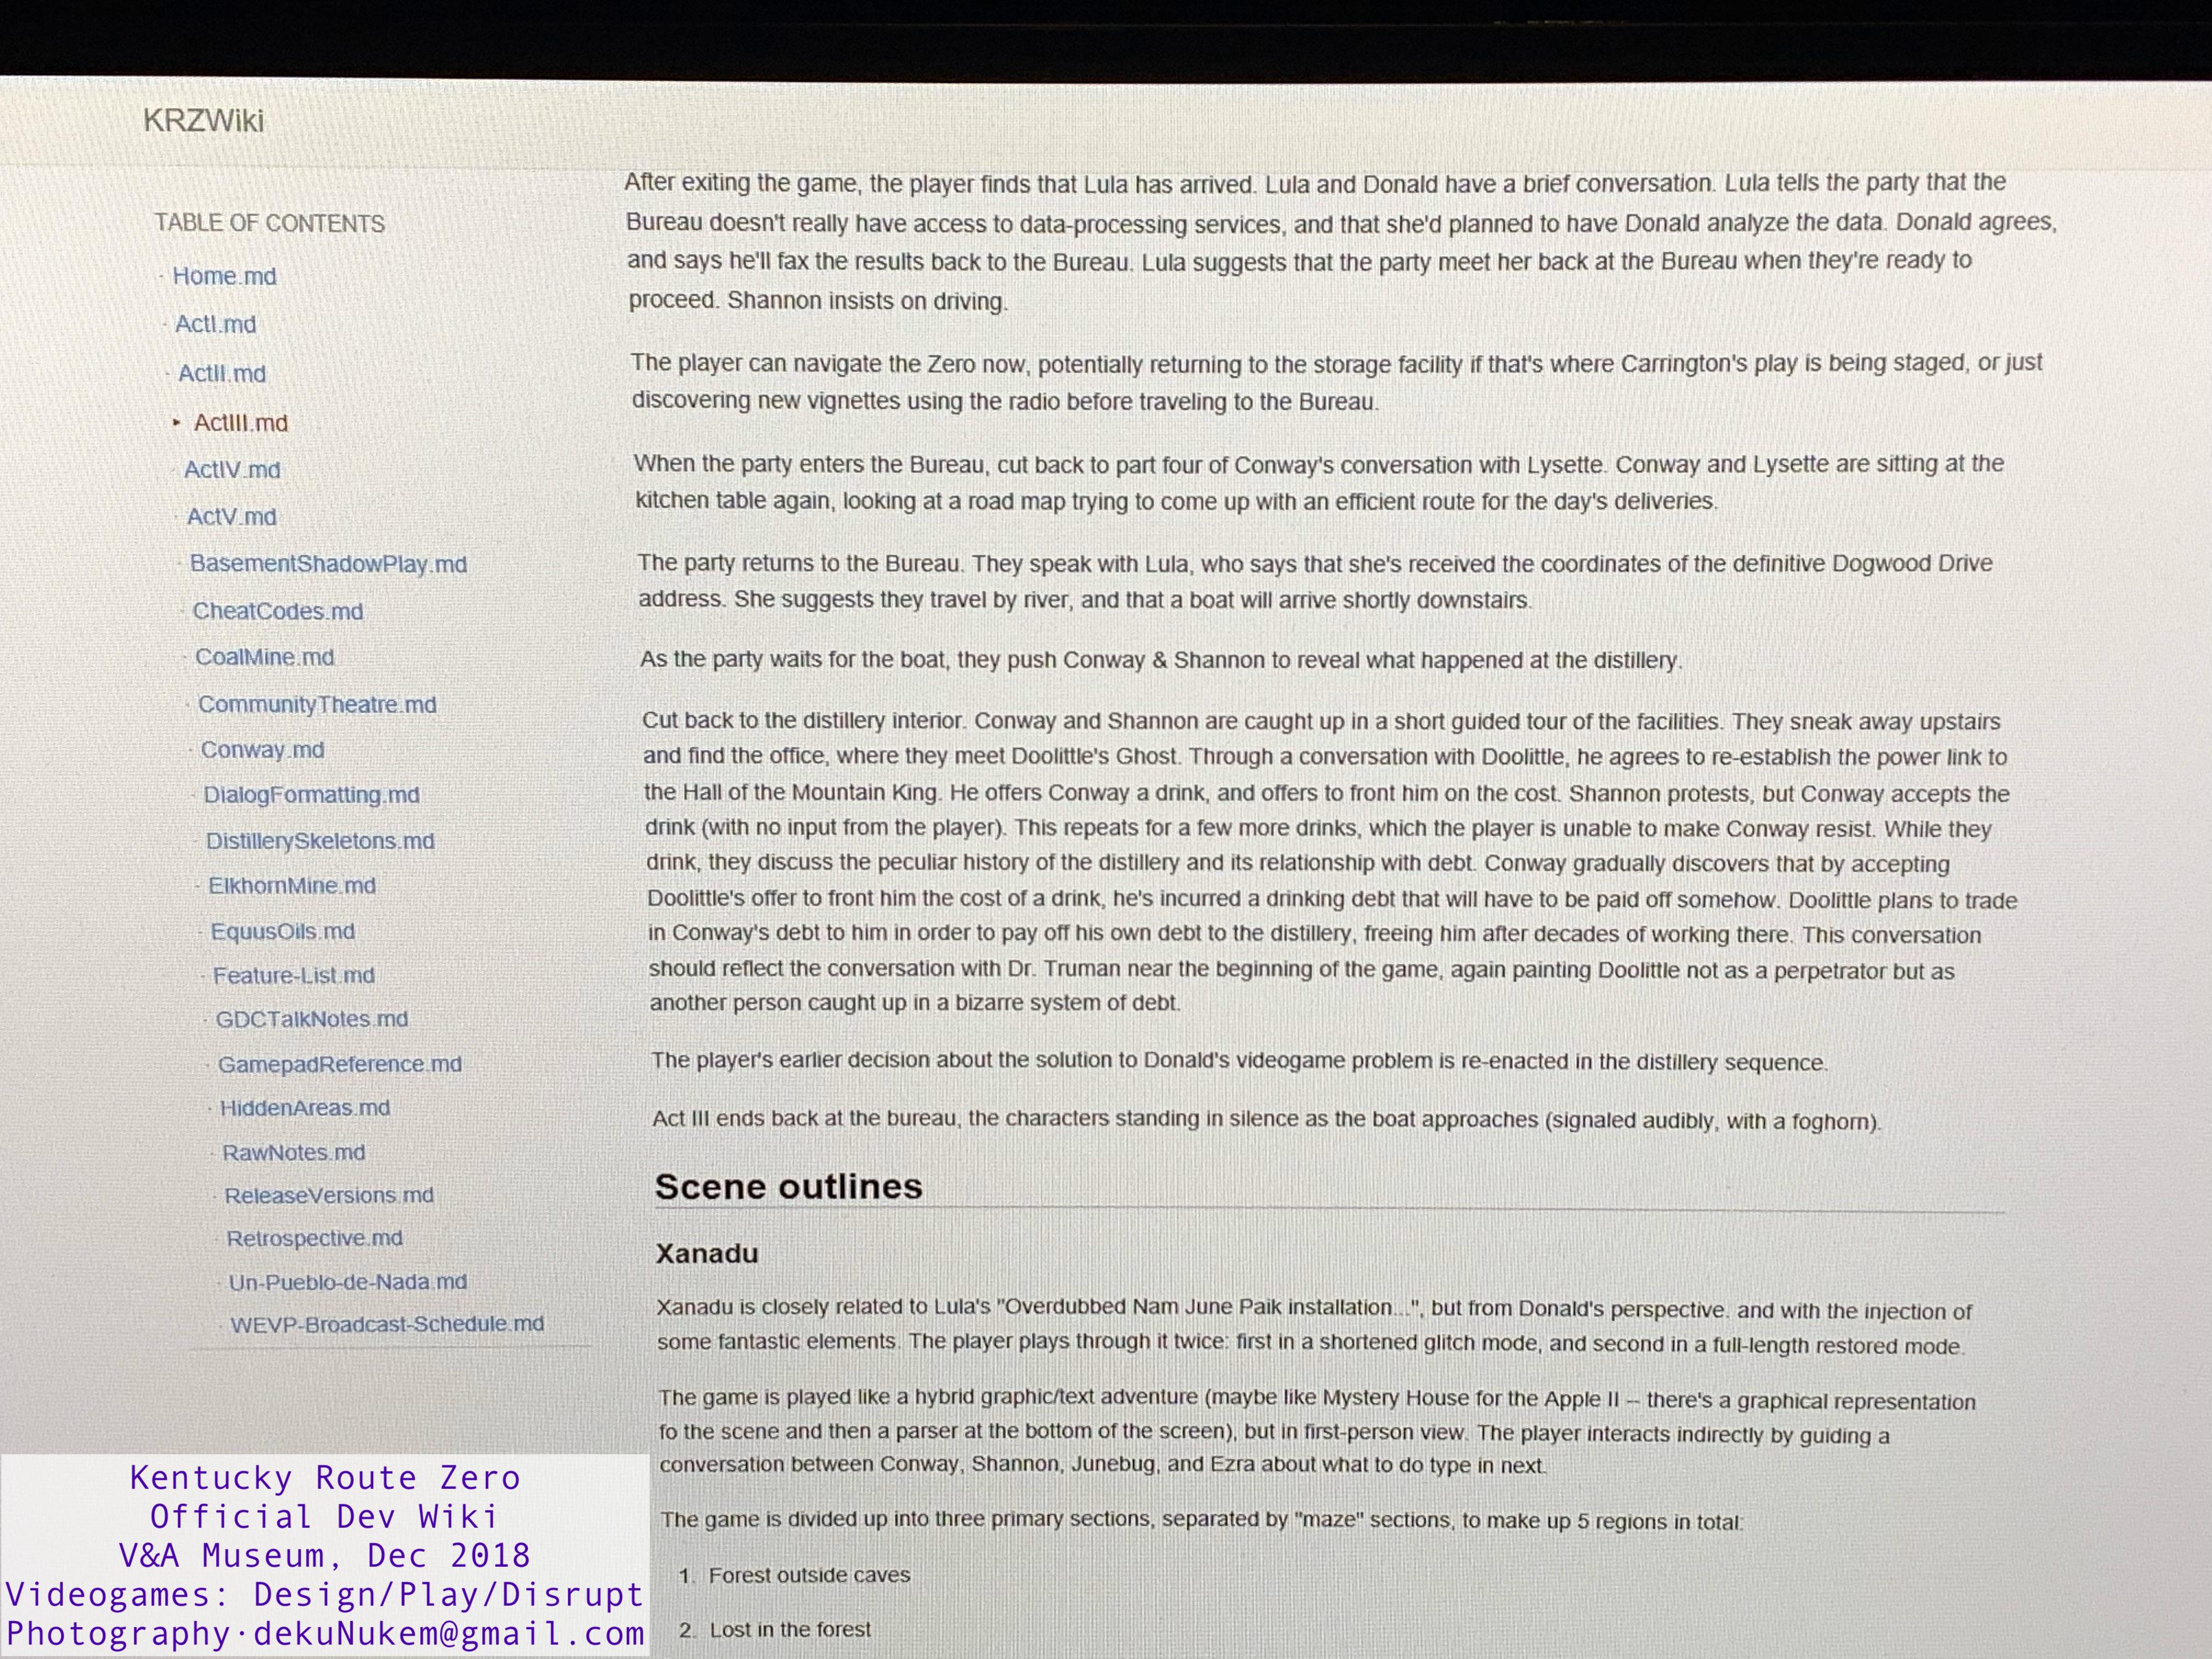 KRZWiki
TABLE OF CONTENTS
· Home.md
· ActI.md
· ActII.md
▸ ActIII.md
· ActIV.md
· ActV.md
· BasementShadowPlay.md
· CheatCodes.md
· CoalMine.md
· CommunityTheatre.md
· Conway.md
· DialogFormatting.md
· DistillerySkeletons.md
· ElkhornMine.md
· EquusOils.md
· Feature-List.md
· GDCTalkNotes.md
· GamepadReference.md
· HiddenAreas.md
· RawNotes.md
· ReleaseVersions.md
· Retrospective.md
· Un-Pueblo-de-Nada.md
· WEVP-Broadcast-Schedule.md
After exiting the game, the player finds that Lula has arrived. Lula and Donald have a brief conversation. Lula tells the party that the
Bureau doesn't really have access to data-processing services, and that she'd planned to have Donald analyze the data. Donald agrees,
and says he'll fax the results back to the Bureau. Lula suggests that the party meet her back at the Bureau when they're ready to
proceed. Shannon insists on driving.
The player can navigate the Zero now, potentially returning to the storage facility if that's where Carrington's play is being staged, or just
discovering new vignettes using the radio before traveling to the Bureau.
When the party enters the Bureau, cut back to part four of Conway's conversation with Lysette. Conway and Lysette are sitting at the
kitchen table again, looking at a road map trying to come up with an efficient route for the day's deliveries.
The party returns to the Bureau. They speak with Lula, who says that she's received the coordinates of the definitive Dogwood Drive
address. She suggests they travel by river, and that a boat will arrive shortly downstairs.
As the party waits for the boat, they push Conway & Shannon to reveal what happened at the distillery.
Cut back to the distillery interior. Conway and Shannon are caught up in a short guided tour of the facilities. They sneak away upstairs
and find the office, where they meet Doolittle's Ghost. Through a conversation with Doolittle, he agrees to re-establish the power link to
the Hall of the Mountain King. He offers Conway a drink, and offers to front him on the cost. Shannon protests, but Conway accepts the
drink (with no input from the player). This repeats for a few more drinks, which the player is unable to make Conway resist. While they
drink, they discuss the peculiar history of the distillery and its relationship with debt. Conway gradually discovers that by accepting
Doolittle's offer to front him the cost of a drink, he's incurred a drinking debt that will have to be paid off somehow. Doolittle plans to trade
in Conway's debt to him in order to pay off his own debt to the distillery, freeing him after decades of working there. This conversation
should reflect the conversation with Dr. Truman near the beginning of the game, again painting Doolittle not as a perpetrator but as
another person caught up in a bizarre system of debt.
The player's earlier decision about the solution to Donald's videogame problem is re-enacted in the distillery sequence.
Act III ends back at the bureau, the characters standing in silence as the boat approaches (signaled audibly, with a foghorn).
Scene outlines
Xanadu
Xanadu is closely related to Lula's "Overdubbed Nam June Paik installation...", but from Donald's perspective. and with the injection of
some fantastic elements. The player plays through it twice: first in a shortened glitch mode, and second in a full-length restored mode.
The game is played like a hybrid graphic/text adventure (maybe like Mystery House for the Apple II – there's a graphical representation
fo the scene and then a parser at the bottom of the screen), but in first-person view. The player interacts indirectly by guiding a
conversation between Conway, Shannon, Junebug, and Ezra about what to do type in next.
The game is divided up into three primary sections, separated by "maze" sections, to make up 5 regions in total:
1. Forest outside caves
2. Lost in the forest
Kentucky Route Zero
Official Dev Wiki
V&A Museum, Dec 2018
Videogames: Design/Play/Disrupt
Photography·dekuNukem@gmail.com